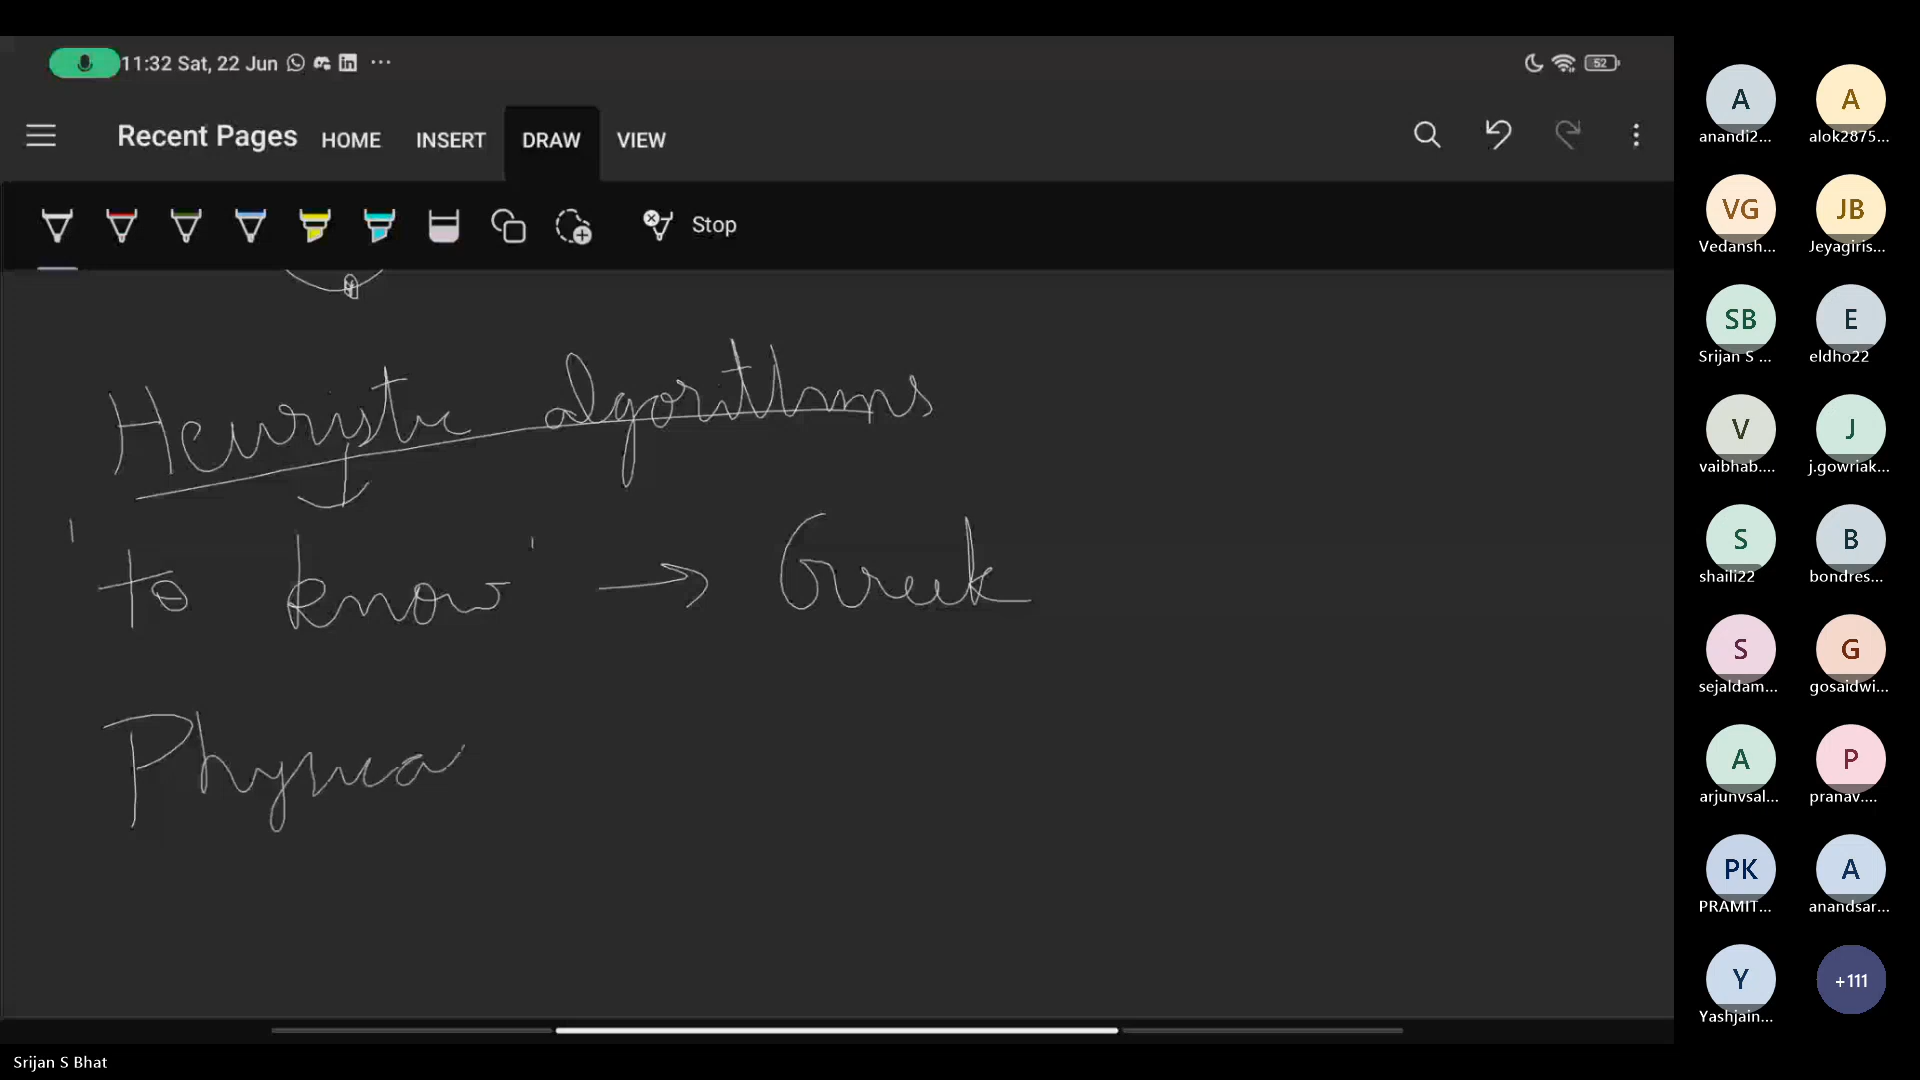 11:32 Sat, 22 Jun ... 52
Recent Pages HOME INSERT DRAW VIEW
Stop
Heurystic algorithms
'to know' → Greek
A A
anandi2... alok2875...
VG JB
Vedansh... Jeyagiris...
SB E
Srijan S ... eldho22
V J
vaibhab.... j.gowriak...
S B
shaili22 bondres...
S G
sejaldam... gosaidwi...
A P
arjunvsal... pranav....
PK A
PRAMIT... anandsar...
Y +111
Yashjain...
Srijan S Bhat